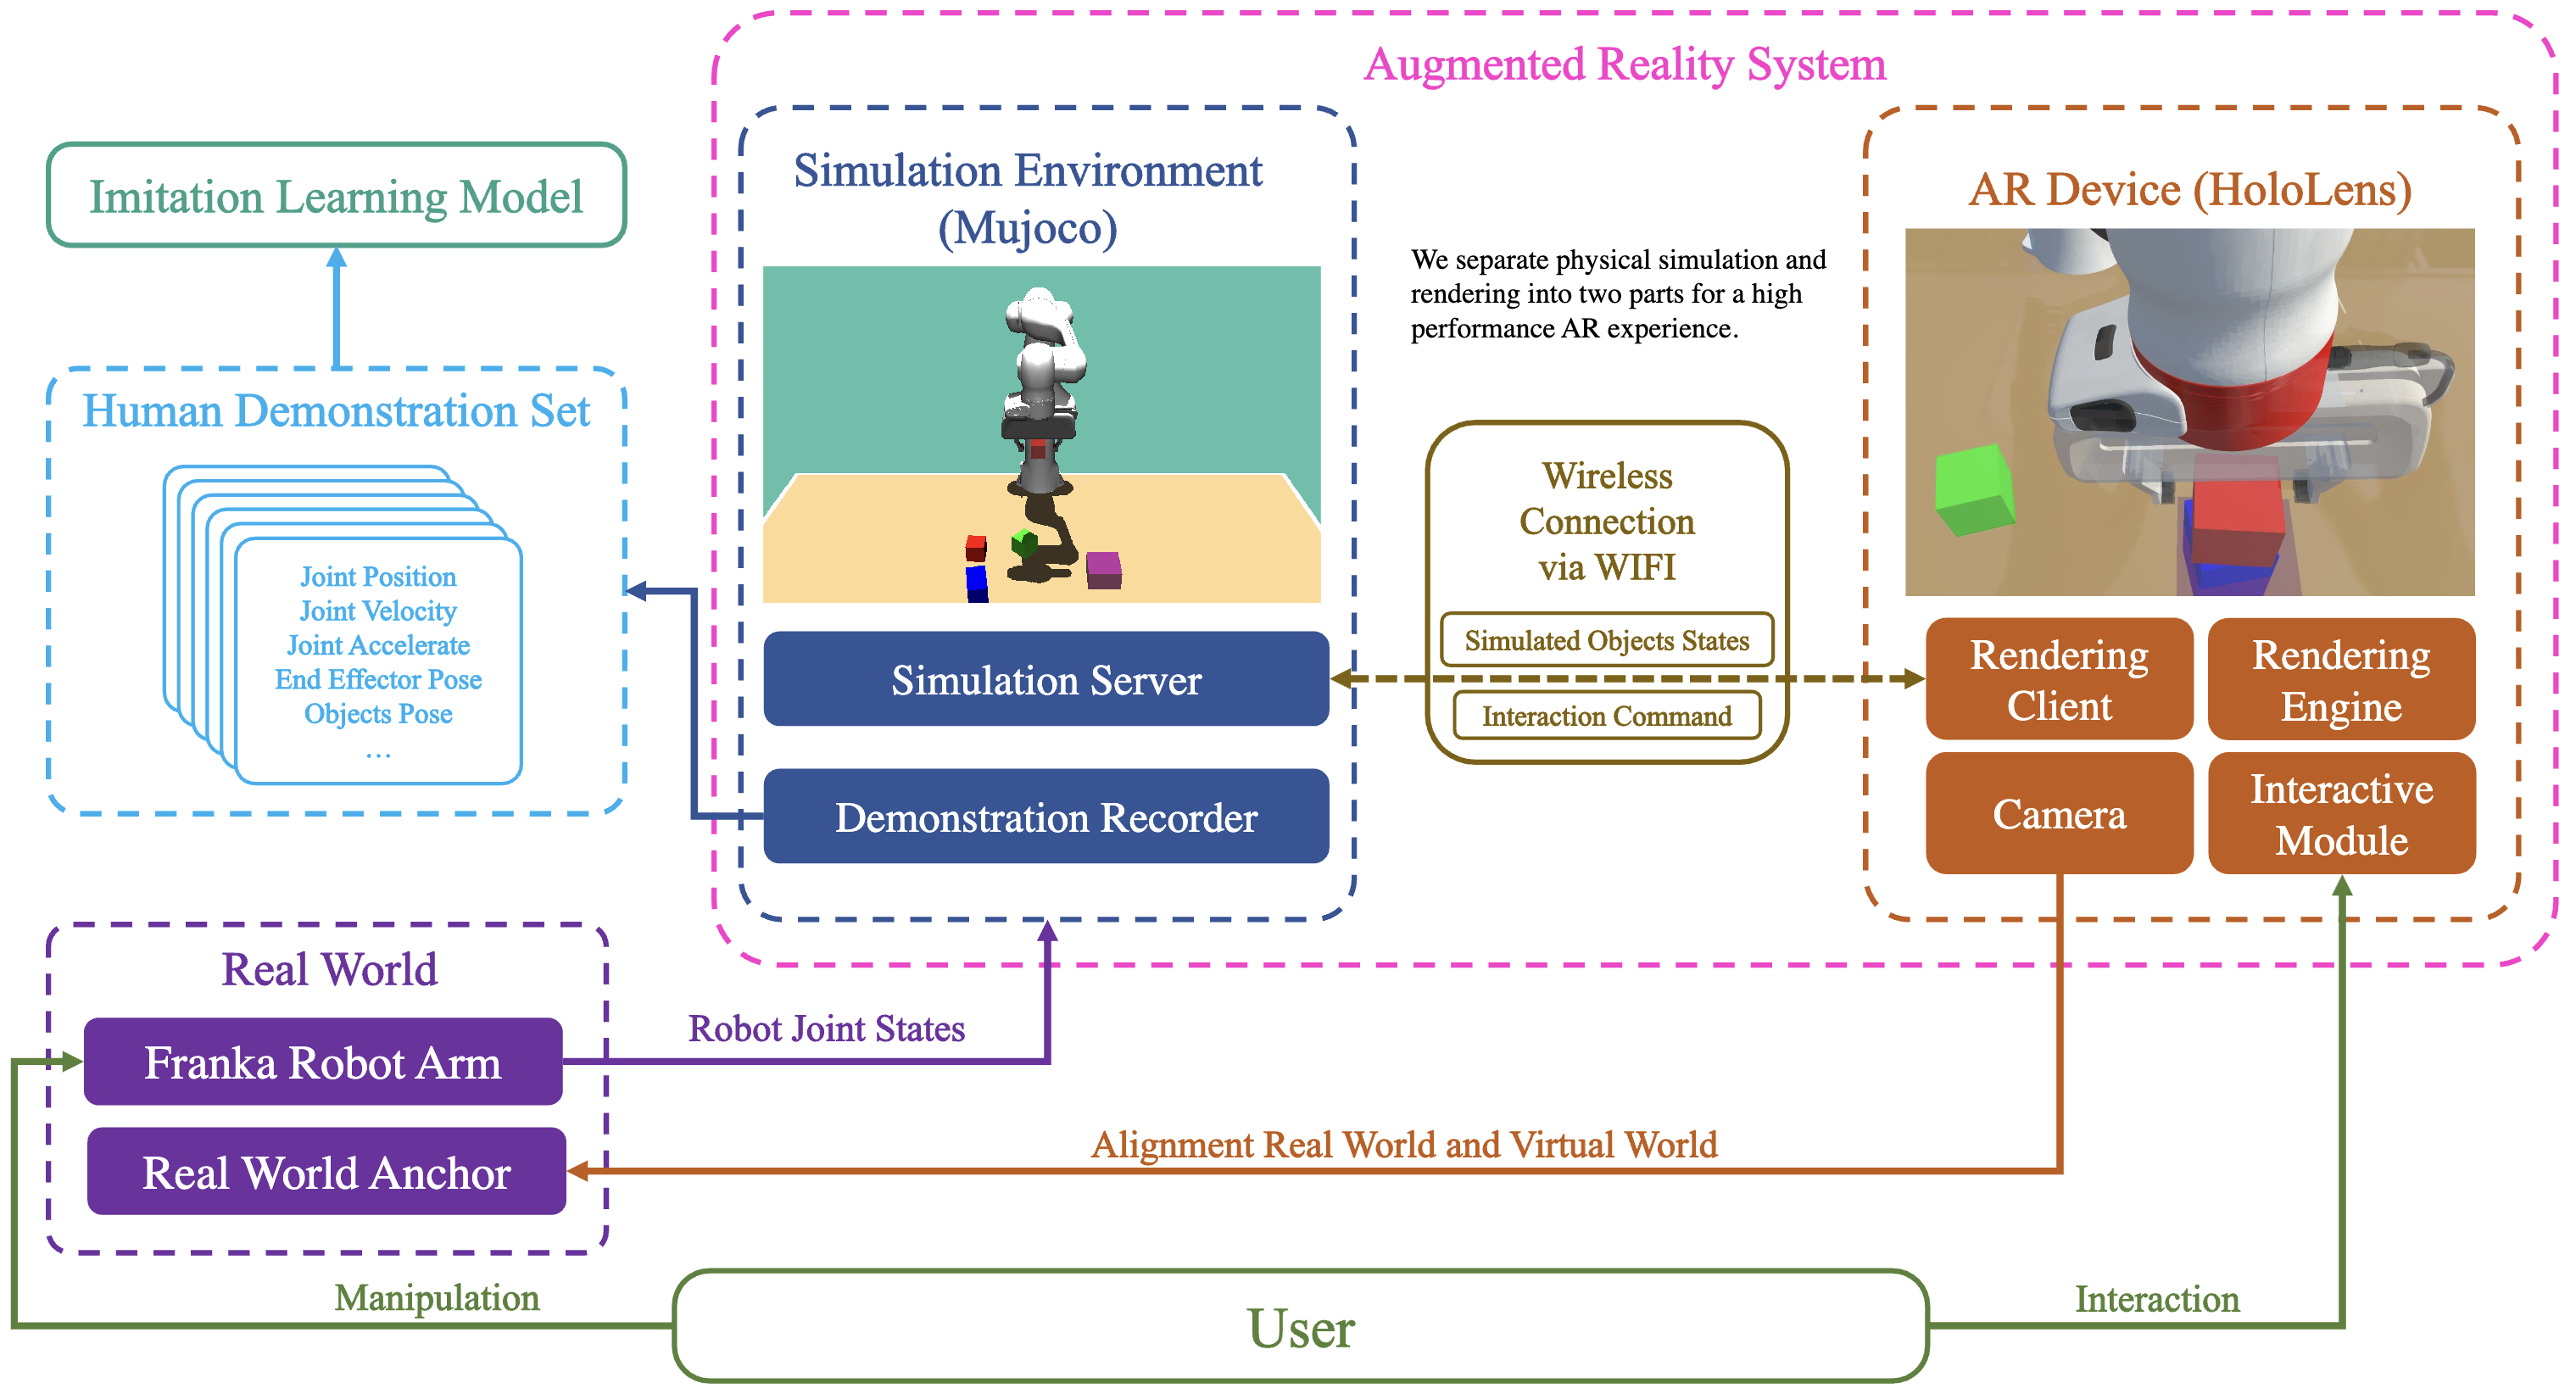 Augmented Reality System
Simulation Environment
(Mujoco)
AR Device (HoloLens)
Imitation Learning Model
We separate physical simulation and
rendering into two parts for a high
performance AR experience.
Human Demonstration Set
Joint Position
Joint Velocity
Joint Accelerate
End Effector Pose
Objects Pose
...
Wireless
Connection
via WIFI
Simulated Objects States
Interaction Command
Simulation Server
Demonstration Recorder
Rendering
Client
Rendering
Engine
Camera
Interactive
Module
Real World
Franka Robot Arm
Real World Anchor
Robot Joint States
Alignment Real World and Virtual World
Manipulation
User
Interaction